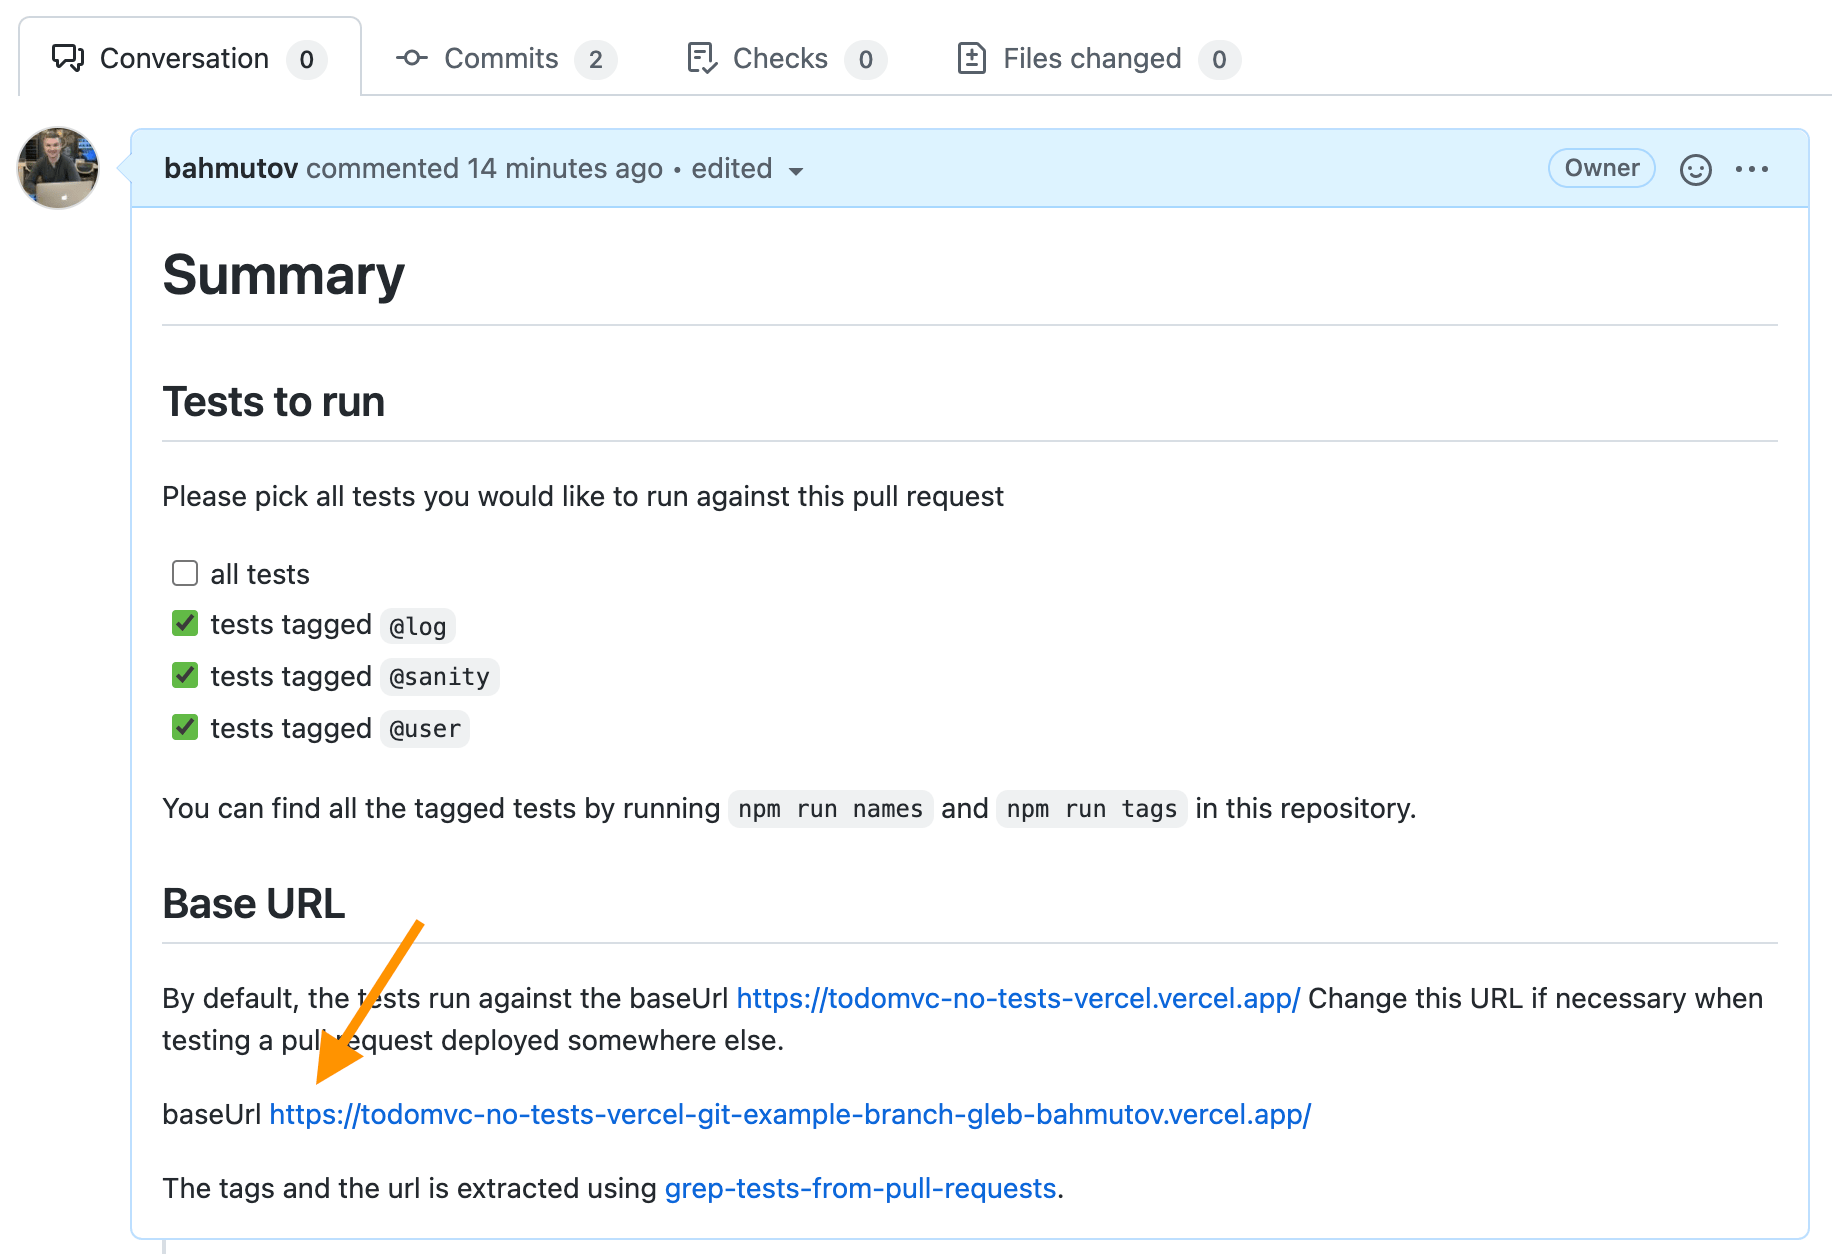 Conversation 0 Commits 2 Checks 0 Files changed 0
bahmutov commented 14 minutes ago • edited Owner
Summary
Tests to run
Please pick all tests you would like to run against this pull request
all tests
tests tagged @log
tests tagged @sanity
tests tagged @user
You can find all the tagged tests by running npm run names and npm run tags in this repository.
Base URL
By default, the tests run against the baseUrl https://todomvc-no-tests-vercel.vercel.app/ Change this URL if necessary when
testing a pull request deployed somewhere else.
baseUrl https://todomvc-no-tests-vercel-git-example-branch-gleb-bahmutov.vercel.app/
The tags and the url is extracted using grep-tests-from-pull-requests.